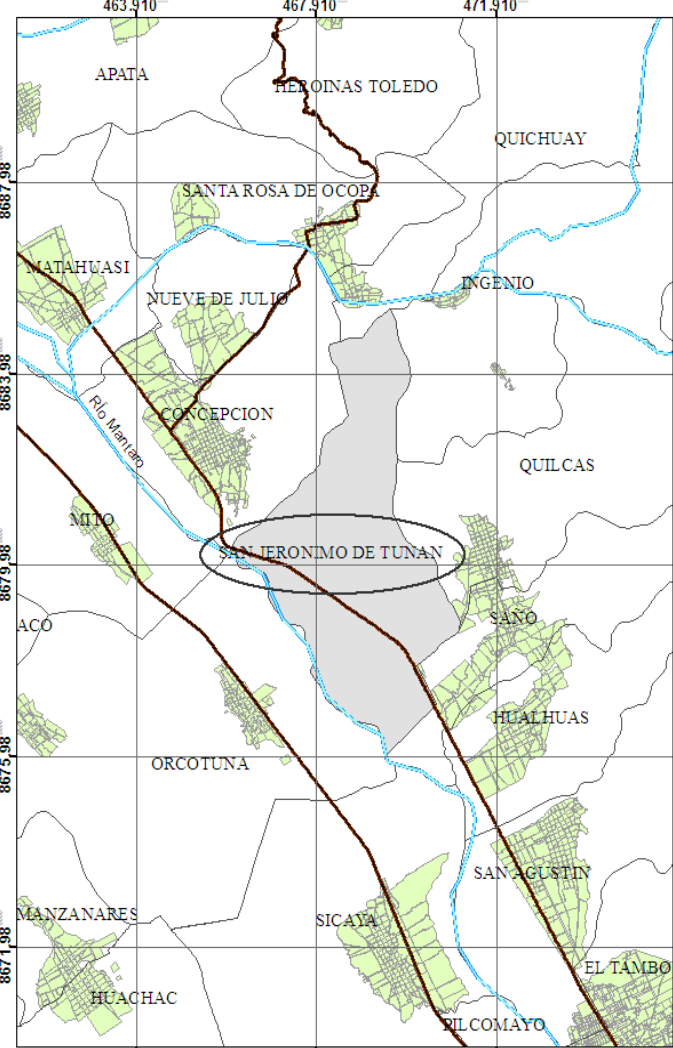 463.910 467.910 471.910
APATA
HEROINAS TOLEDO
QUICHUAY
8687,98
SANTA ROSA DE OCOPA
MATAHUASI
INGENIO
NUEVE DE JULIO
8683,98
Río Mantaro
CONCEPCION
QUILCAS
MITO
SAN JERONIMO DE TUNAN
8679,98
SAÑO
ACO
HUALHUAS
8675,98
ORCOTUNA
SAN AGUSTIN
MANZANARES
SICAYA
8671,98
EL TAMBO
HUACHAC
PILCOMAYO